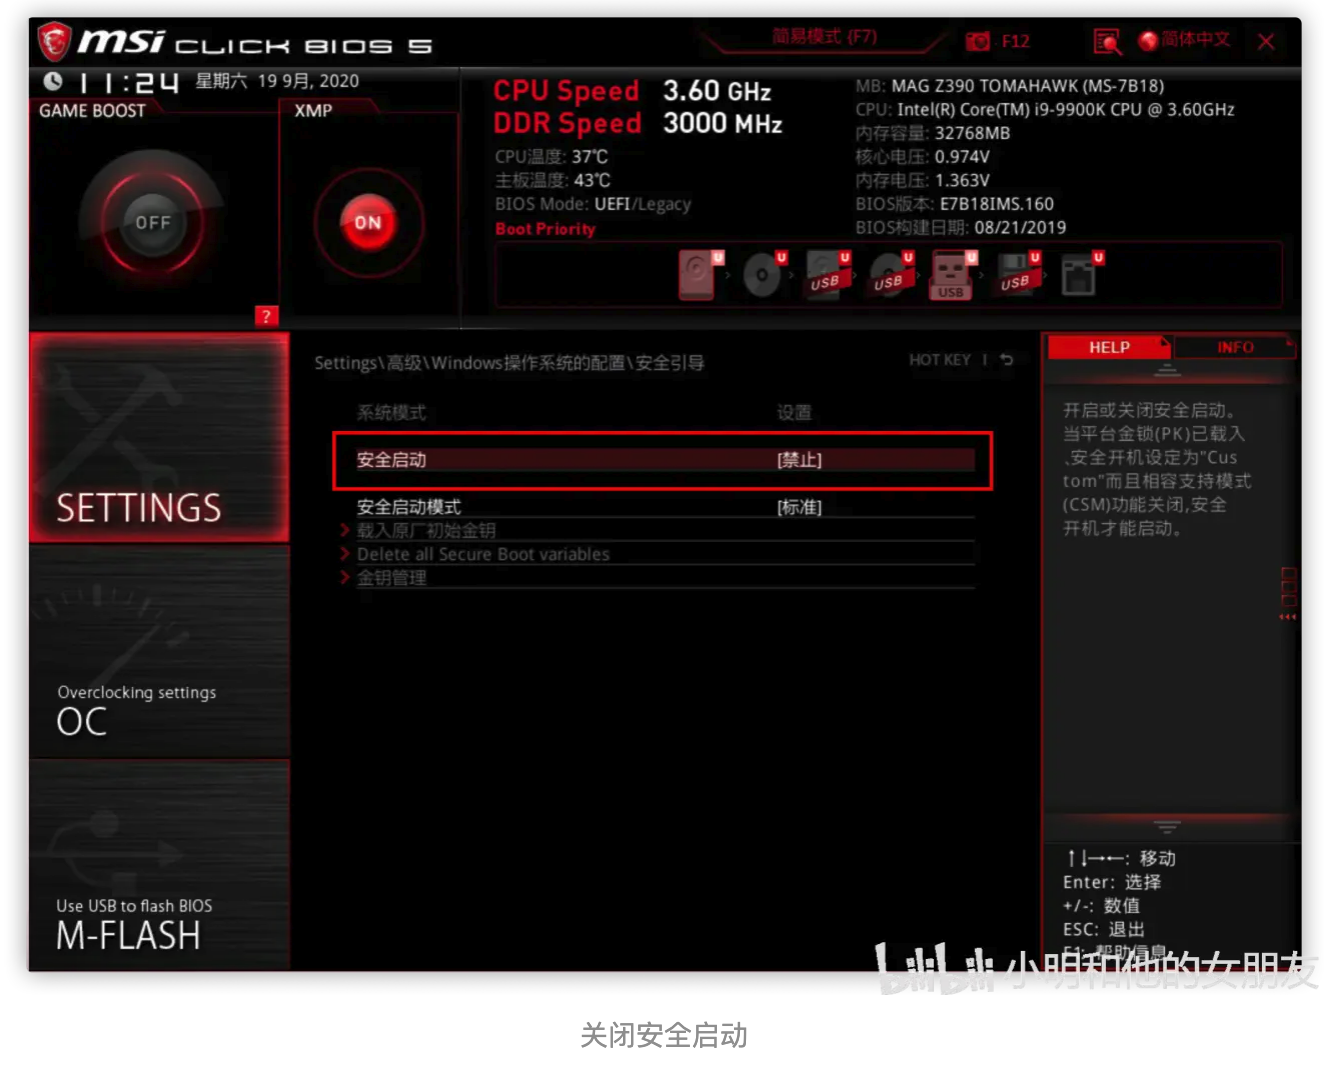 msi CLICK BIOS 5
简易模式 (F7)
F12
简体中文
11:24 星期六 19 9月, 2020
GAME BOOST
XMP
OFF
ON
?
CPU Speed 3.60 GHz
DDR Speed 3000 MHz
CPU温度: 37℃
主板温度: 43℃
BIOS Mode: UEFI/Legacy
Boot Priority
MB: MAG Z390 TOMAHAWK (MS-7B18)
CPU: Intel(R) Core(TM) i9-9900K CPU @ 3.60GHz
内存容量: 32768MB
核心电压: 0.974V
内存电压: 1.363V
BIOS版本: E7B18IMS.160
BIOS构建日期: 08/21/2019
U U U U U U U
USB USB USB USB
SETTINGS
Overclocking settings
OC
Use USB to flash BIOS
M-FLASH
Settings\高级\Windows操作系统的配置\安全引导
HOT KEY
系统模式 设置
安全启动 [禁止]
安全启动模式 [标准]
载入原厂初始金钥
Delete all Secure Boot variables
金钥管理
HELP
INFO
开启或关闭安全启动。
当平台金锁(PK)已载入
,安全开机设定为"Cus
tom"而且相容支持模式
(CSM)功能关闭,安全
开机才能启动。
↑↓→←: 移动
Enter: 选择
+/-: 数值
ESC: 退出
F1: 帮助信息
bilibili 小明和他的女朋友
关闭安全启动